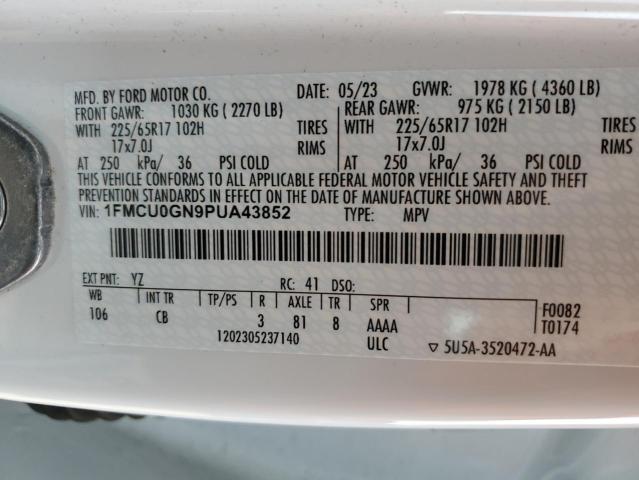 MFD. BY FORD MOTOR CO. DATE: 05/23 GVWR: 1978 KG ( 4360 LB)
FRONT GAWR: 1030 KG ( 2270 LB) REAR GAWR: 975 KG ( 2150 LB)
WITH 225/65R17 102H TIRES WITH 225/65R17 102H TIRES
17x7.0J RIMS 17x7.0J RIMS
AT 250 kPa/ 36 PSI COLD AT 250 kPa/ 36 PSI COLD
THIS VEHICLE CONFORMS TO ALL APPLICABLE FEDERAL MOTOR VEHICLE SAFETY AND THEFT
PREVENTION STANDARDS IN EFFECT ON THE DATE OF MANUFACTURE SHOWN ABOVE.
VIN: 1FMCU0GN9PUA43852 TYPE: MPV
EXT PNT: YZ RC: 41 DSO:
WB INT TR TP/PS R AXLE TR SPR F0082
106 CB 3 81 8 AAAA T0174
1202305237140 ULC ▽ 5U5A-3520472-AA